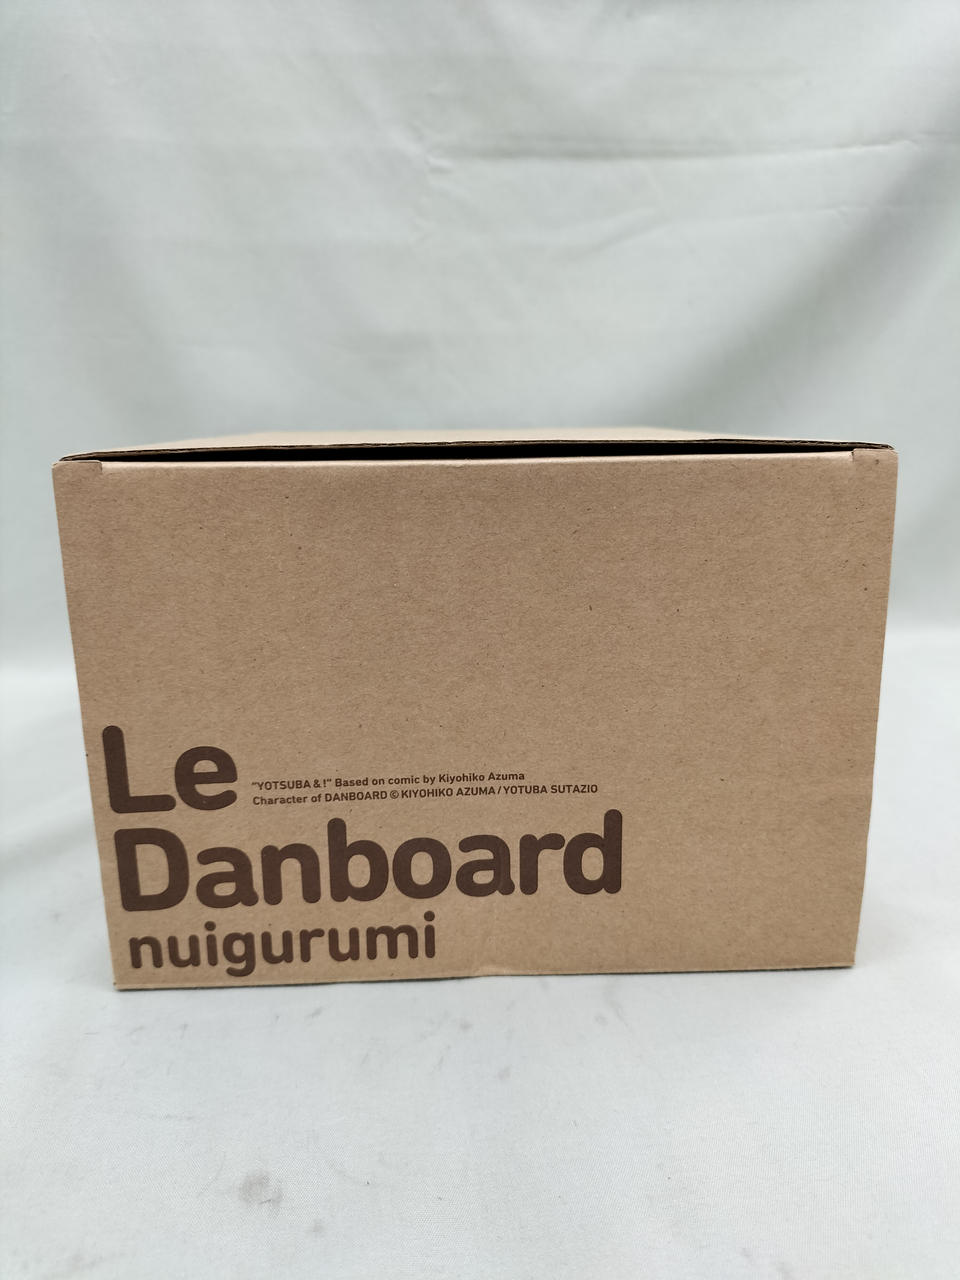 Le
"YOTSUBA & !" Based on comic by Kiyohiko Azuma
Character of DANBOARD © KIYOHIKO AZUMA / YOTUBA SUTAZIO
Danboard
nuigurumi